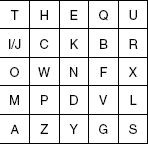 T H E Q U
I/J C K B R
O W N F X
M P D V L
A Z Y G S